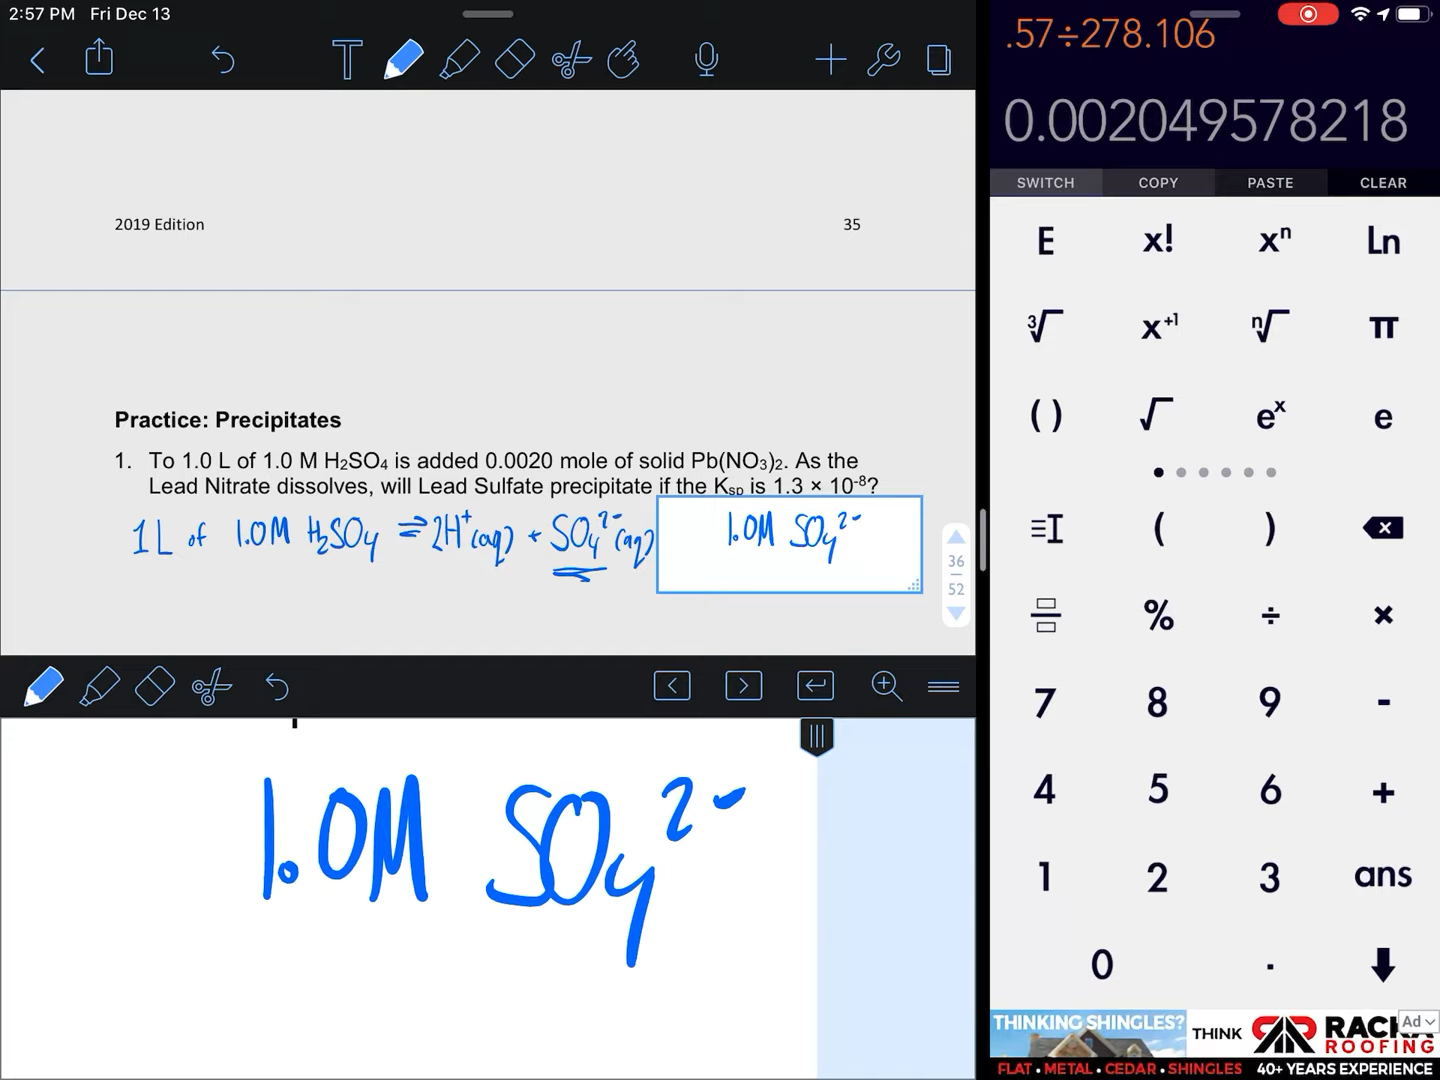 2:57 PM Fri Dec 13
.57÷278.106
0.002049578218
SWITCH COPY PASTE CLEAR
2019 Edition 35
Practice: Precipitates
1. To 1.0 L of 1.0 M H₂SO₄ is added 0.0020 mole of solid Pb(NO₃)₂. As the
Lead Nitrate dissolves, will Lead Sulfate precipitate if the Ksp is 1.3 × 10⁻⁸?
1L of 1.0M H₂SO₄ ⇌ 2H⁺(aq) + SO₄²⁻(aq) 1.0M SO₄²⁻
36
52
1.0M SO₄²⁻
E x! xⁿ Ln
³√ x⁺¹ ⁿ√ π
( ) √ eˣ e
( )
% ÷ ×
7 8 9 -
4 5 6 +
1 2 3 ans
0 .
THINKING SHINGLES? THINK RACKA ROOFING Ad
FLAT • METAL • CEDAR • SHINGLES 40+ YEARS EXPERIENCE